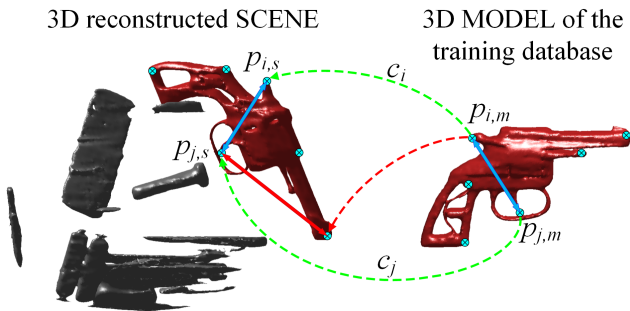 3D reconstructed SCENE
3D MODEL of the
training database
p_{i,s}
c_i
p_{i,m}
p_{j,s}
p_{j,m}
c_j